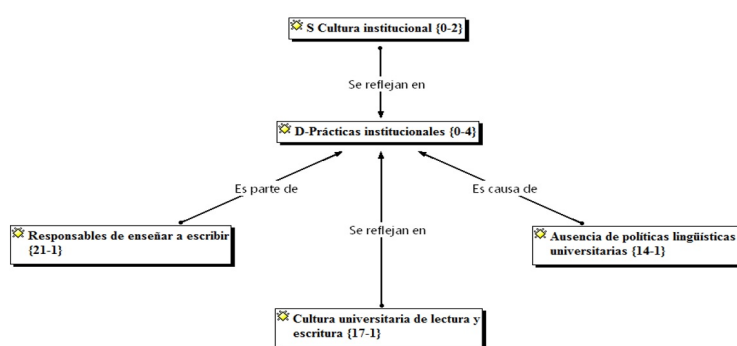 S Cultura institucional {0-2}
Se reflejan en
D-Prácticas institucionales {0-4}
Es parte de
Es causa de
Se reflejan en
Responsables de enseñar a escribir
{21-1}
Ausencia de políticas lingüísticas
universitarias {14-1}
Cultura universitaria de lectura y
escritura {17-1}